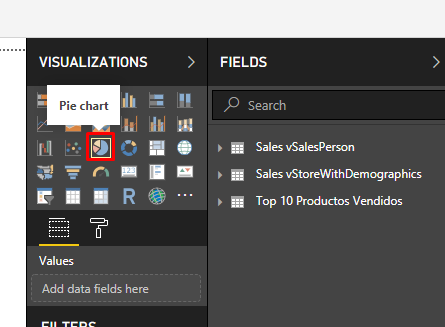 VISUALIZATIONS
FIELDS
Pie chart
Search
Sales vSalesPerson
Sales vStoreWithDemographics
Top 10 Productos Vendidos
123
R
Values
Add data fields here
FILTERS